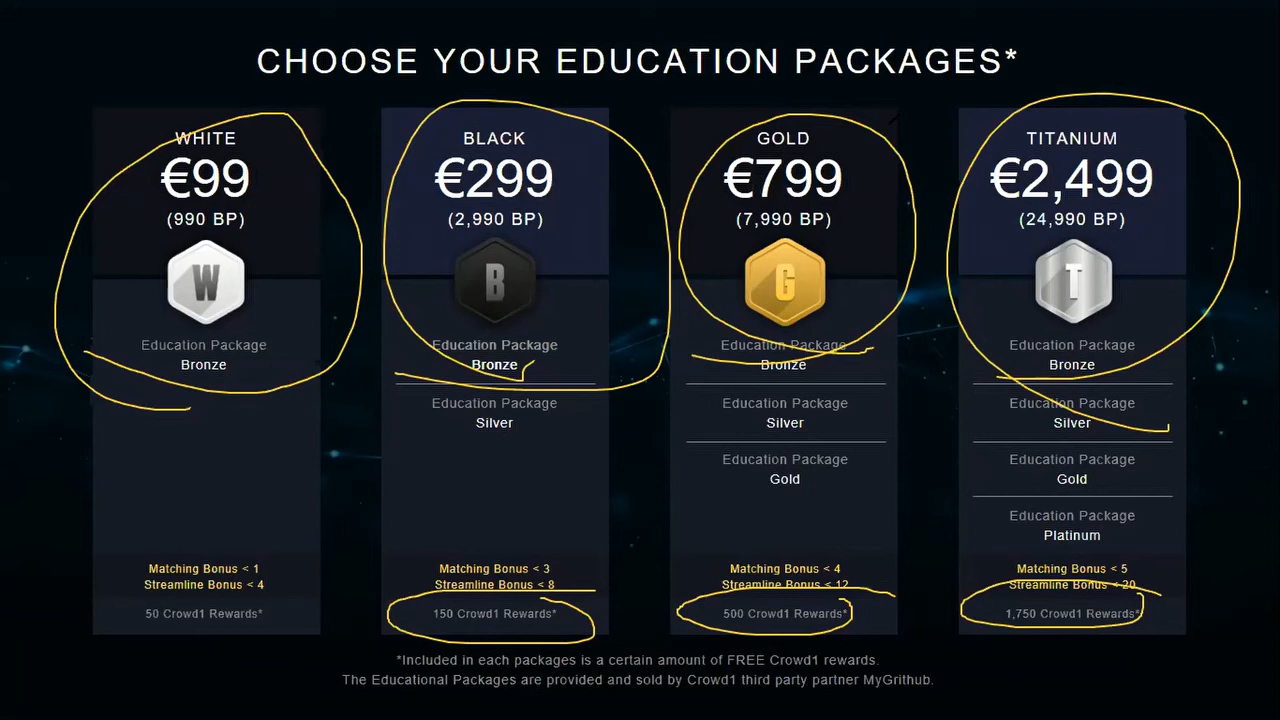 CHOOSE YOUR EDUCATION PACKAGES*
WHITE
€99
(990 BP)
W
Education Package
Bronze
Matching Bonus < 1
Streamline Bonus < 4
50 Crowd1 Rewards*
BLACK
€299
(2,990 BP)
B
Education Package
Bronze
Education Package
Silver
Matching Bonus < 3
Streamline Bonus < 8
150 Crowd1 Rewards*
GOLD
€799
(7,990 BP)
G
Education Package
Bronze
Education Package
Silver
Education Package
Gold
Matching Bonus < 4
Streamline Bonus < 12
500 Crowd1 Rewards*
TITANIUM
€2,499
(24,990 BP)
T
Education Package
Bronze
Education Package
Silver
Education Package
Gold
Education Package
Platinum
Matching Bonus < 5
Streamline Bonus < 20
1,750 Crowd1 Rewards*
*Included in each packages is a certain amount of FREE Crowd1 rewards.
The Educational Packages are provided and sold by Crowd1 third party partner MyGrithub.